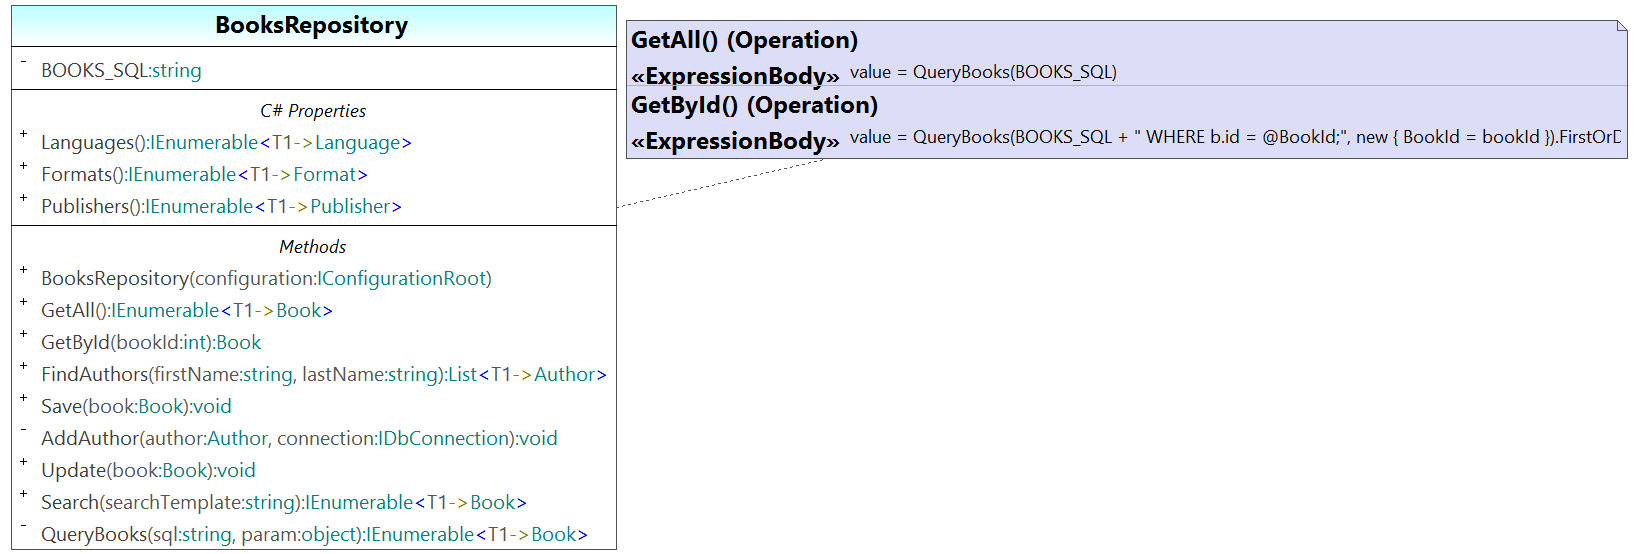 BooksRepository
- BOOKS_SQL:string
C# Properties
+ Languages():IEnumerable<T1->Language>
+ Formats():IEnumerable<T1->Format>
+ Publishers():IEnumerable<T1->Publisher>
Methods
+ BooksRepository(configuration:IConfigurationRoot)
+ GetAll():IEnumerable<T1->Book>
+ GetById(bookId:int):Book
+ FindAuthors(firstName:string, lastName:string):List<T1->Author>
+ Save(book:Book):void
- AddAuthor(author:Author, connection:IDbConnection):void
+ Update(book:Book):void
+ Search(searchTemplate:string):IEnumerable<T1->Book>
- QueryBooks(sql:string, param:object):IEnumerable<T1->Book>
GetAll() (Operation)
«ExpressionBody» value = QueryBooks(BOOKS_SQL)
GetById() (Operation)
«ExpressionBody» value = QueryBooks(BOOKS_SQL + " WHERE b.id = @BookId;", new { BookId = bookId }).FirstOrD